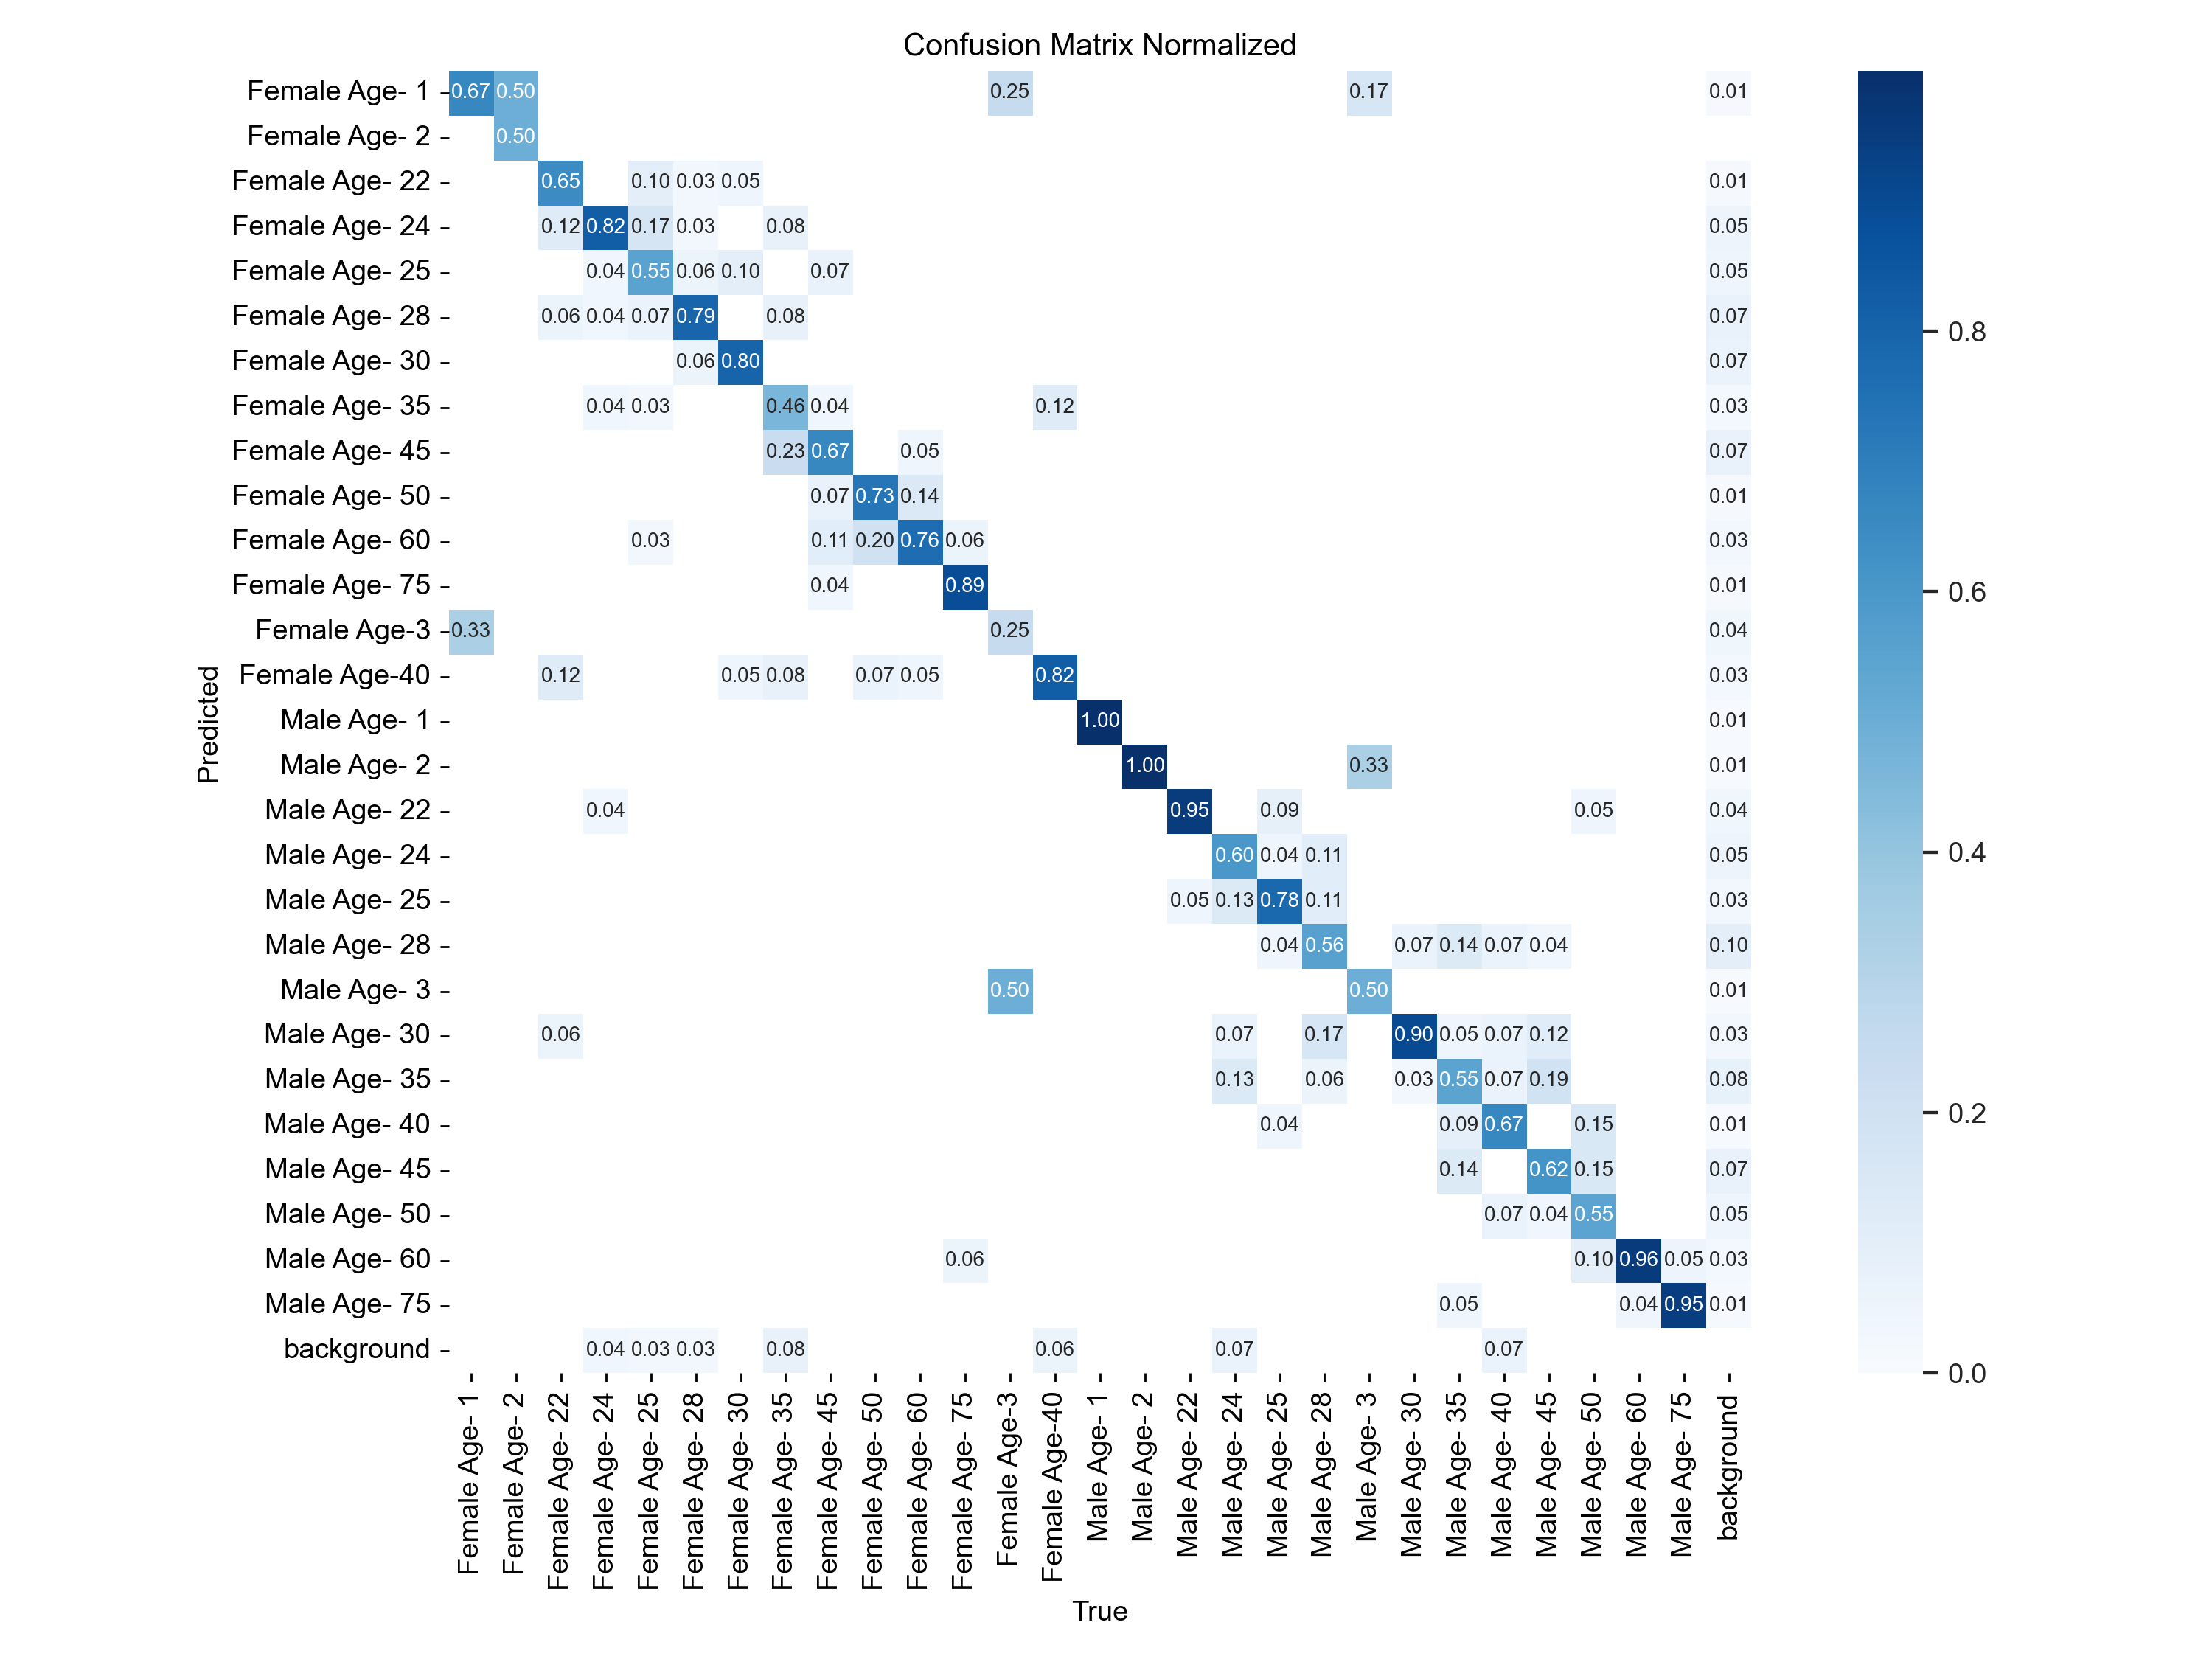 Confusion Matrix Normalized
Female Age- 1 0.67 0.50 0.25 0.17 0.01
Female Age- 2 0.50
Female Age- 22 0.65 0.10 0.03 0.05 0.01
Female Age- 24 0.12 0.82 0.17 0.03 0.08 0.05
Female Age- 25 0.04 0.55 0.06 0.10 0.07 0.05
Female Age- 28 0.06 0.04 0.07 0.79 0.08 0.07
Female Age- 30 0.06 0.80 0.07
Female Age- 35 0.04 0.03 0.46 0.04 0.12 0.03
Female Age- 45 0.23 0.67 0.05 0.07
Female Age- 50 0.07 0.73 0.14 0.01
Female Age- 60 0.03 0.11 0.20 0.76 0.06 0.03
Female Age- 75 0.04 0.89 0.01
Female Age-3 0.33 0.25 0.04
Female Age-40 0.12 0.05 0.08 0.07 0.05 0.82 0.03
Male Age- 1 1.00 0.01
Male Age- 2 1.00 0.33 0.01
Male Age- 22 0.04 0.95 0.09 0.05 0.04
Male Age- 24 0.60 0.04 0.11 0.05
Male Age- 25 0.05 0.13 0.78 0.11 0.03
Male Age- 28 0.04 0.56 0.07 0.14 0.07 0.04 0.10
Male Age- 3 0.50 0.50 0.01
Male Age- 30 0.06 0.07 0.17 0.90 0.05 0.07 0.12 0.03
Male Age- 35 0.13 0.06 0.03 0.55 0.07 0.19 0.08
Male Age- 40 0.04 0.09 0.67 0.15 0.01
Male Age- 45 0.14 0.62 0.15 0.07
Male Age- 50 0.07 0.04 0.55 0.05
Male Age- 60 0.06 0.10 0.96 0.05 0.03
Male Age- 75 0.05 0.04 0.95 0.01
background 0.04 0.03 0.03 0.08 0.06 0.07 0.07
Predicted
Female Age- 1
Female Age- 2
Female Age- 22
Female Age- 24
Female Age- 25
Female Age- 28
Female Age- 30
Female Age- 35
Female Age- 45
Female Age- 50
Female Age- 60
Female Age- 75
Female Age-3
Female Age-40
Male Age- 1
Male Age- 2
Male Age- 22
Male Age- 24
Male Age- 25
Male Age- 28
Male Age- 3
Male Age- 30
Male Age- 35
Male Age- 40
Male Age- 45
Male Age- 50
Male Age- 60
Male Age- 75
background
True
0.8
0.6
0.4
0.2
0.0